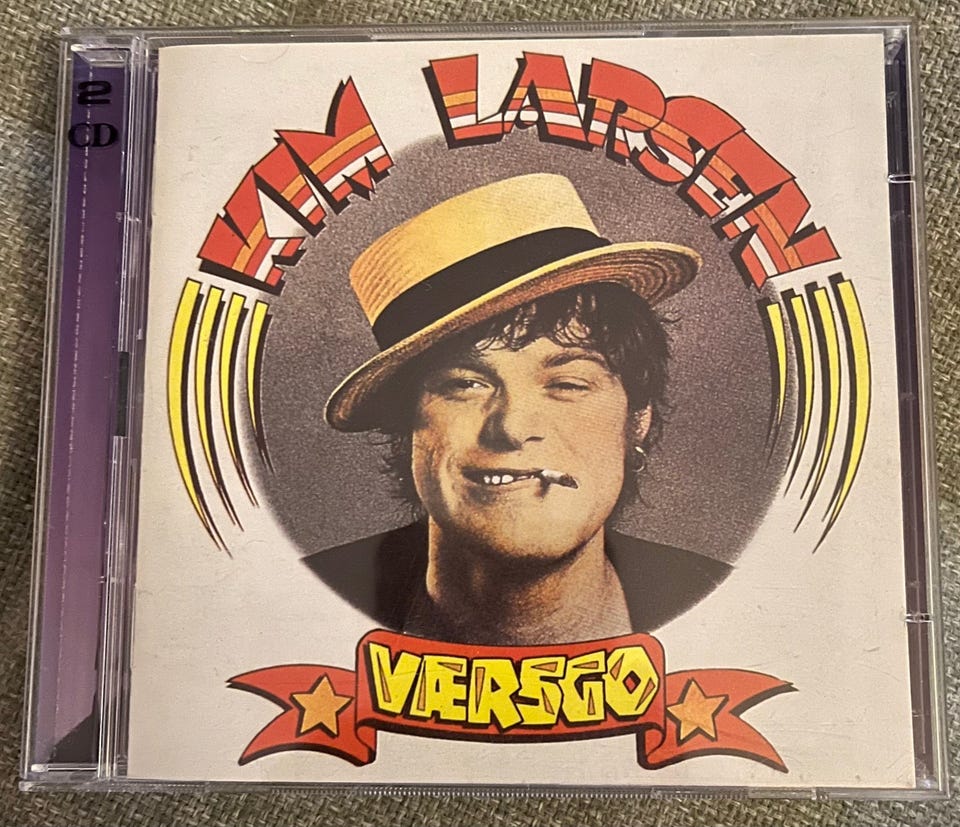 2
CD
KIM LARSEN
VÆRSGO